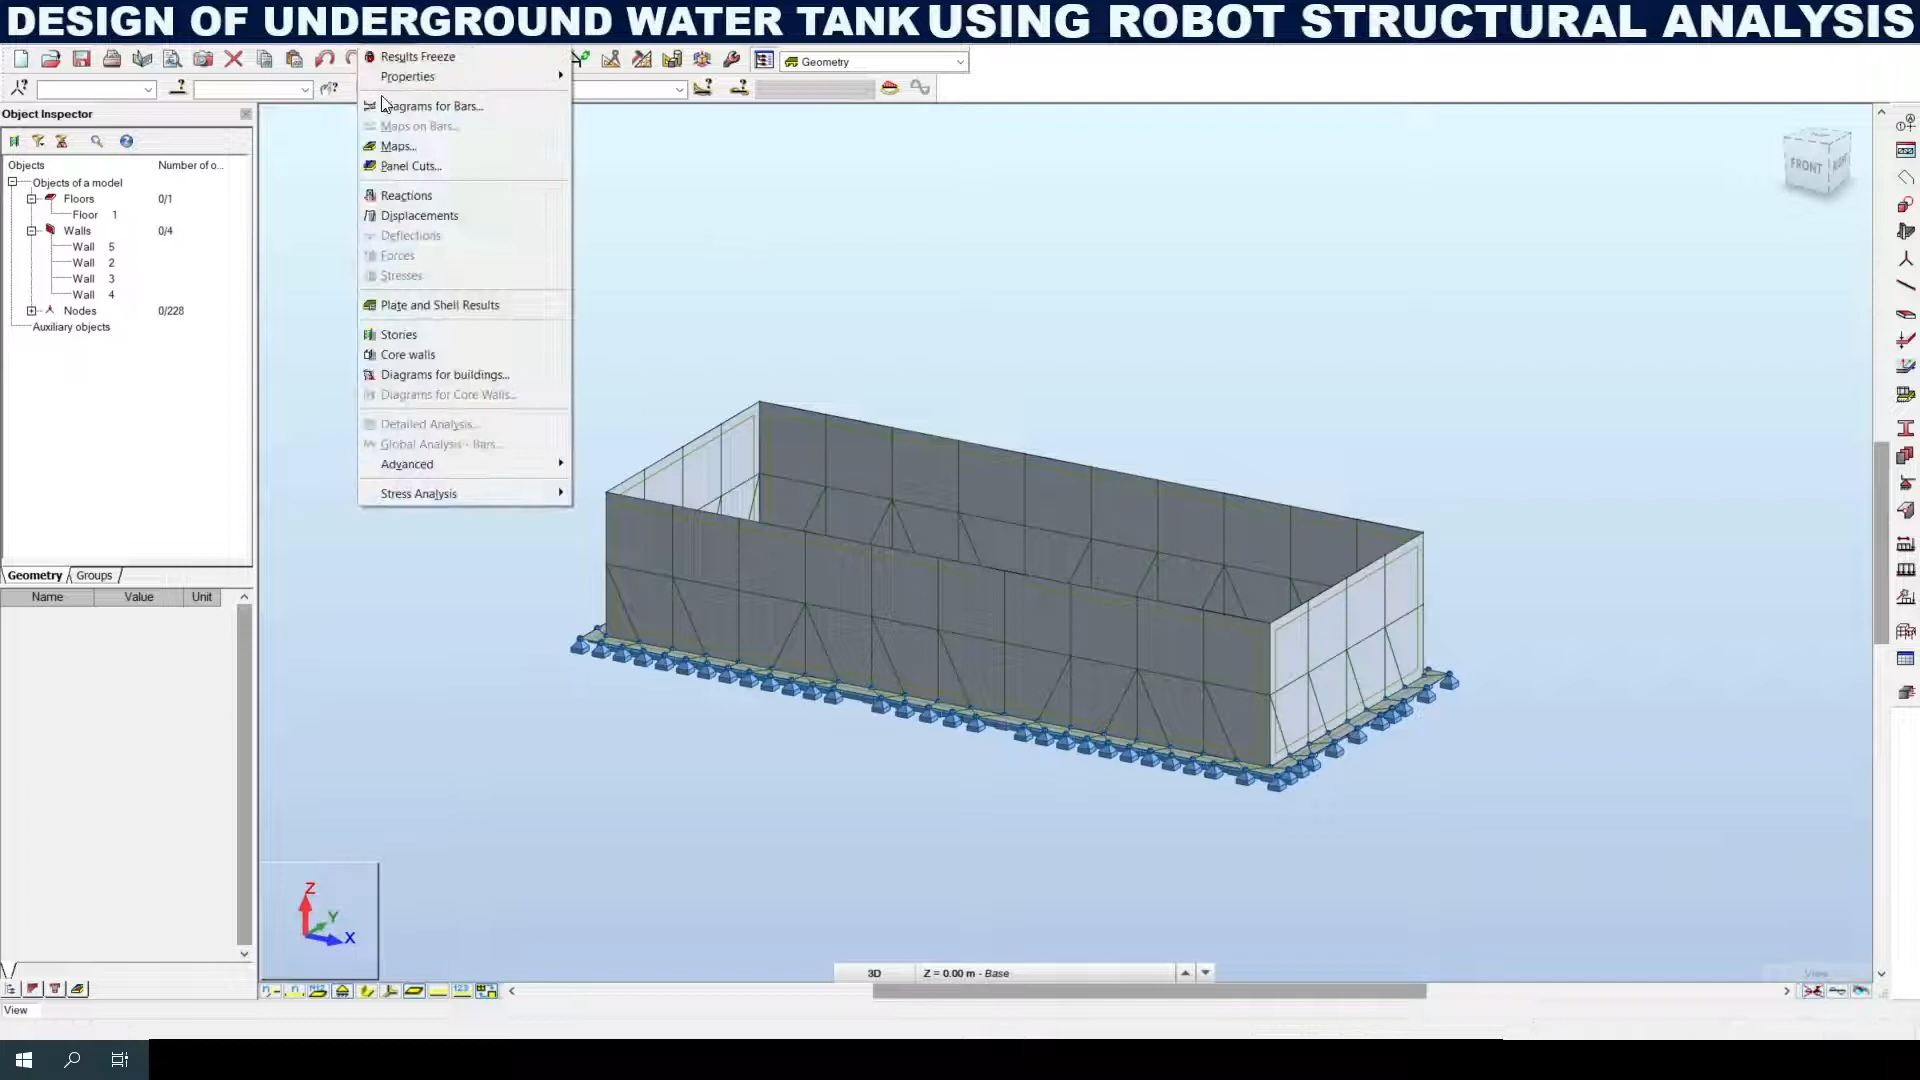 DESIGN OF UNDERGROUND WATER TANK USING ROBOT STRUCTURAL ANALYSIS
Results Freeze
Geometry
Properties
Object Inspector
Diagrams for Bars...
Maps on Bars...
Maps...
Panel Cuts...
Objects Number of o...
Objects of a model
Floors 0/1
Floor 1
Walls 0/4
Wall 5
Wall 2
Wall 3
Wall 4
Nodes 0/228
Auxiliary objects
Reactions
Displacements
Deflections
Forces
Stresses
Plate and Shell Results
Stories
Core walls
Diagrams for buildings...
Diagrams for Core Walls...
Detailed Analysis...
Global Analysis - Bars...
Advanced
Stress Analysis
FRONT RIGHT
Geometry Groups
Name Value Unit
Z
Y
X
3D Z = 0.00 m - Base
View
View